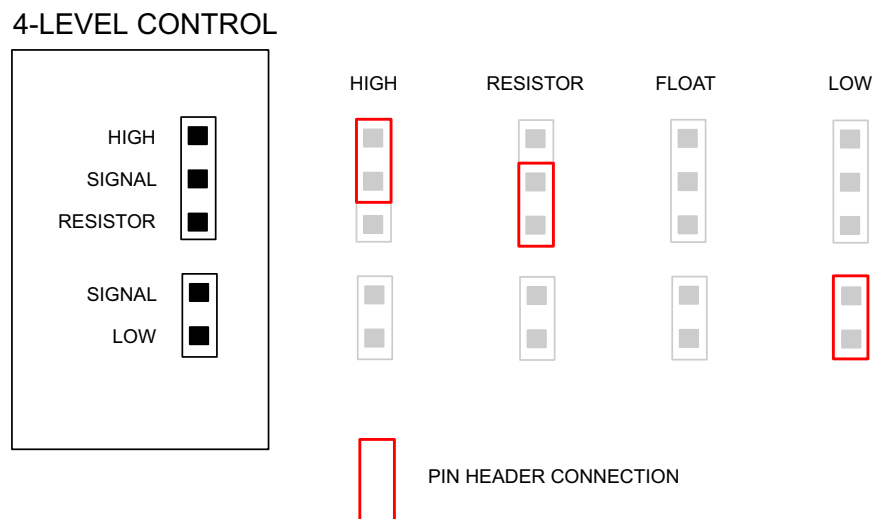 4-LEVEL CONTROL
HIGH RESISTOR FLOAT LOW
HIGH
SIGNAL
RESISTOR
SIGNAL
LOW
PIN HEADER CONNECTION